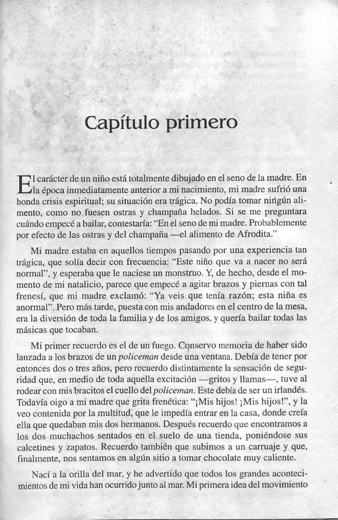 Capítulo primero
El carácter de un niño está totalmente dibujado en el seno de la madre. En
la época inmediatamente anterior a mi nacimiento, mi madre sufrió una
honda crisis espiritual; su situación era trágica. No podía tomar ningún ali-
mento, como no fuesen ostras y champaña helados. Si se me preguntara
cuándo empecé a bailar, contestaría: “En el seno de mi madre. Probablemente
por efecto de las ostras y del champaña —el alimento de Afrodita.”
Mi madre estaba en aquellos tiempos pasando por una experiencia tan
trágica, que solía decir con frecuencia: “Este niño que va a nacer no será
normal”, y esperaba que le naciese un monstruo. Y, de hecho, desde el mo-
mento de mi natalicio, parece que empecé a agitar brazos y piernas con tal
frenesí, que mi madre exclamó: “Ya veis que tenía razón; esta niña es
anormal”. Pero más tarde, puesta con mis andadores en el centro de la mesa,
era la diversión de toda la familia y de los amigos, y quería bailar todas las
másicas que tocaban.
Mi primer recuerdo es el de un fuego. Conservo memoria de haber sido
lanzada a los brazos de un policeman desde una ventana. Debía de tener por
entonces dos o tres años, pero recuerdo distintamente la sensación de segu-
ridad que, en medio de toda aquella excitación —gritos y llamas—, tuve al
rodear con mis bracitos el cuello del policeman. Este debía de ser un irlandés.
Todavía oigo a mi madre que grita frenética: “¡Mis hijos! ¡Mis hijos!”, y la
veo contenida por la multitud, que le impedía entrar en la casa, donde creía
ella que quedaban mis dos hermanos. Después recuerdo que encontramos a
los dos muchachos sentados en el suelo de una tienda, poniéndose sus
calcetines y zapatos. Recuerdo también que subimos a un carruaje y que,
finalmente, nos sentamos en algún sitio a tomar chocolate muy caliente.
Nací a la orilla del mar, y he advertido que todos los grandes aconteci-
mientos de mi vida han ocurrido junto al mar. Mi primera idea del movimiento